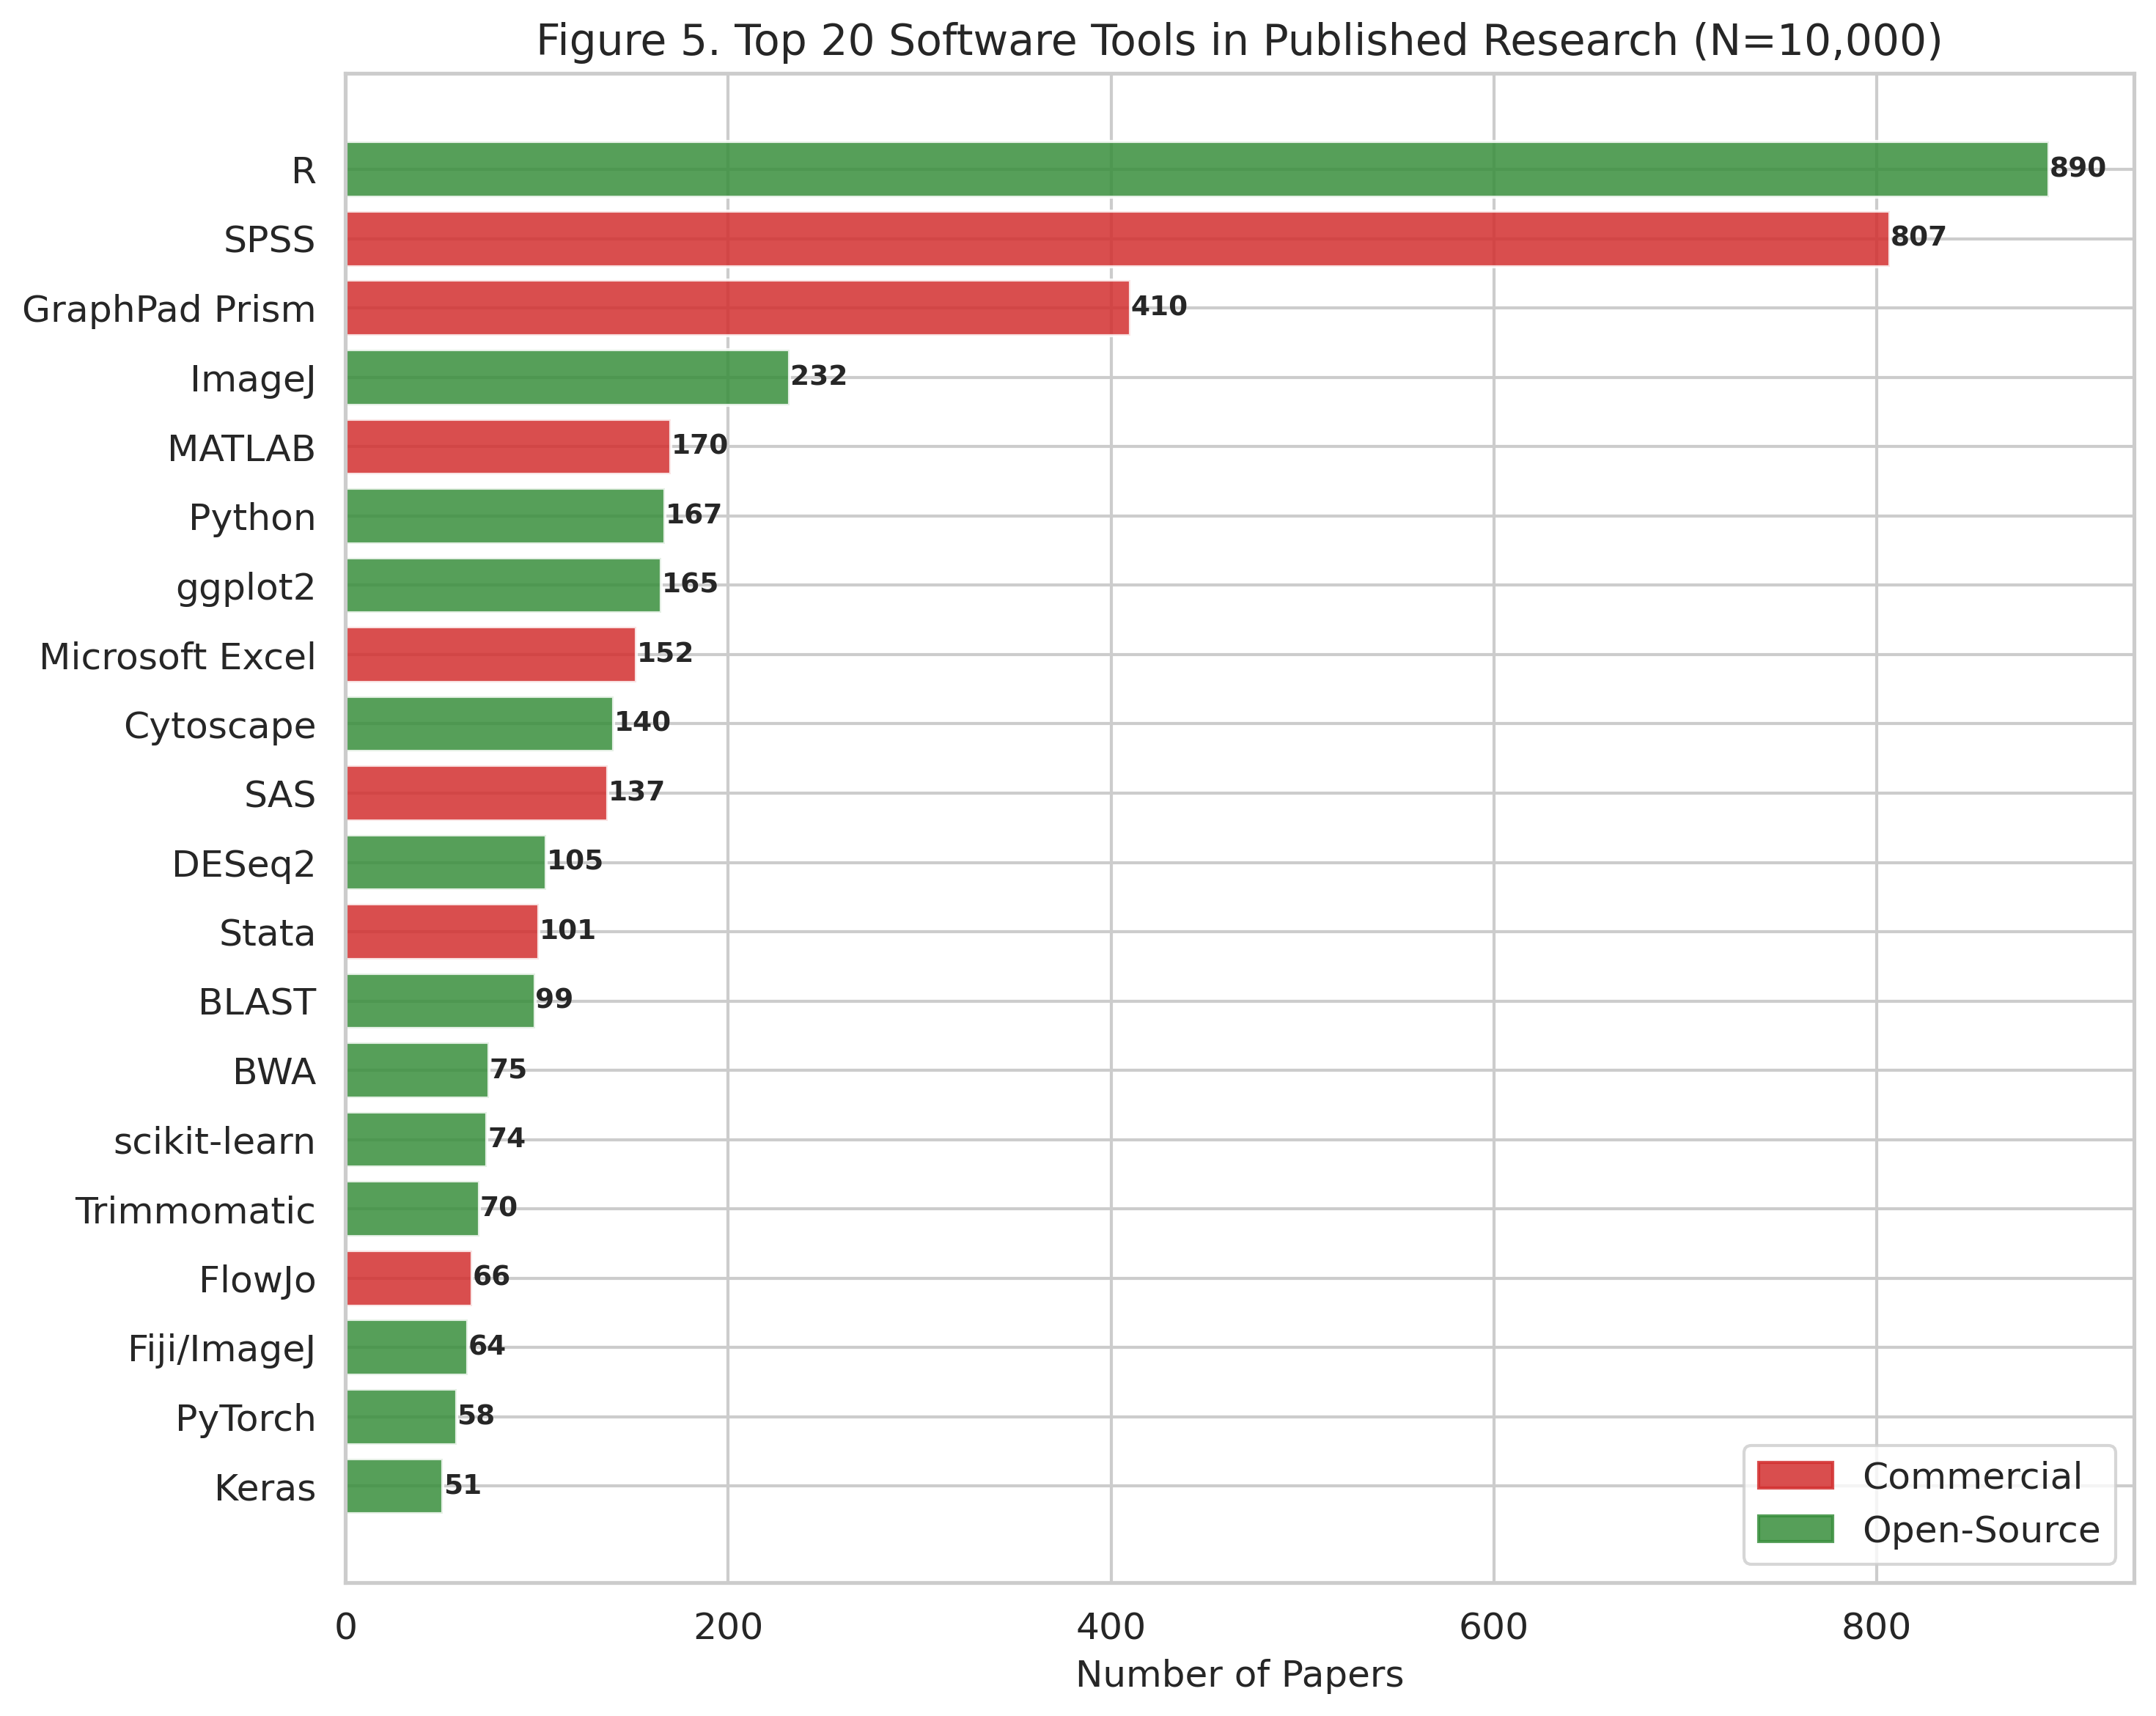 Figure 5. Top 20 Software Tools in Published Research (N=10,000)
R 890
SPSS 807
GraphPad Prism 410
ImageJ 232
MATLAB 170
Python 167
ggplot2 165
Microsoft Excel 152
Cytoscape 140
SAS 137
DESeq2 105
Stata 101
BLAST 99
BWA 75
scikit-learn 74
Trimmomatic 70
FlowJo 66
Fiji/ImageJ 64
PyTorch 58
Keras 51
Commercial
Open-Source
0 200 400 600 800
Number of Papers